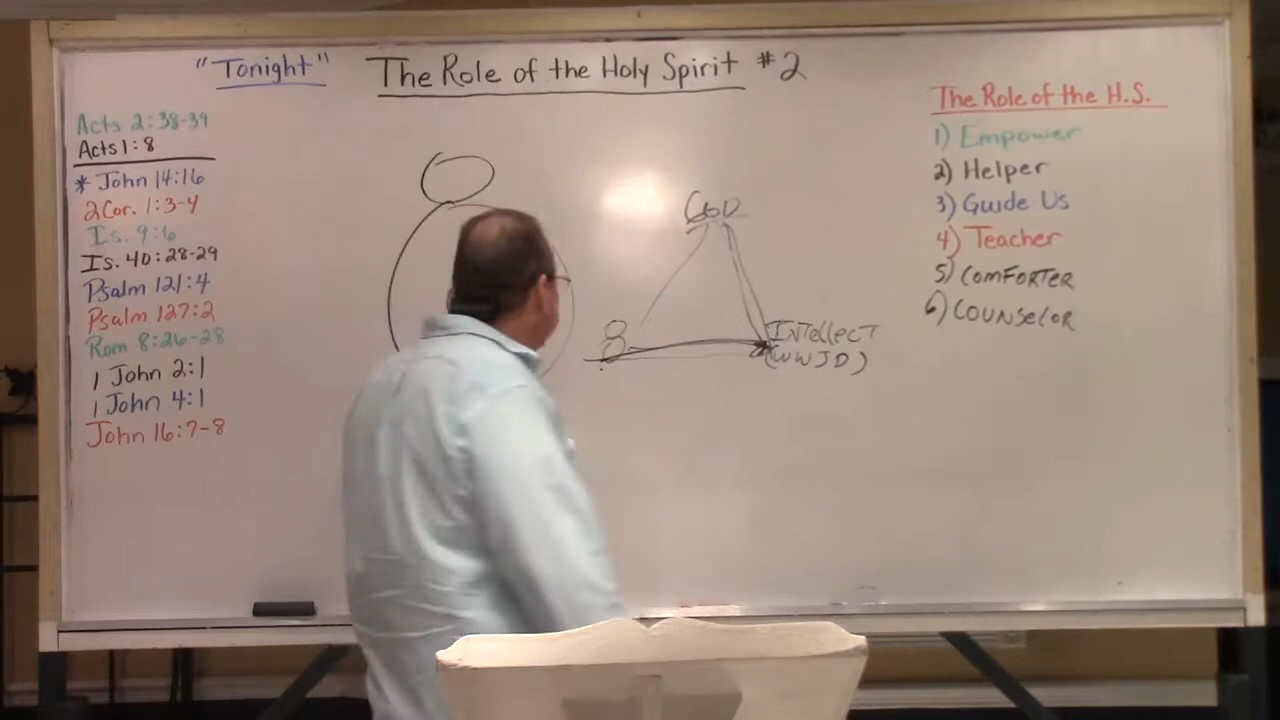 "Tonight" The Role of the Holy Spirit #2
Acts 2:38-39
Acts 1:8
* John 14:16
2 Cor. 1:3-4
Is. 9:6
Is. 40:28-29
Psalm 121:4
Psalm 127:2
Rom 8:26-28
1 John 2:1
1 John 4:1
John 16:7-8
GOD
INTellecT
(WWJD)
The Role of the H.S.
1) Empower
2) Helper
3) Guide Us
4) Teacher
5) ComFORTER
6) COUNSelOR